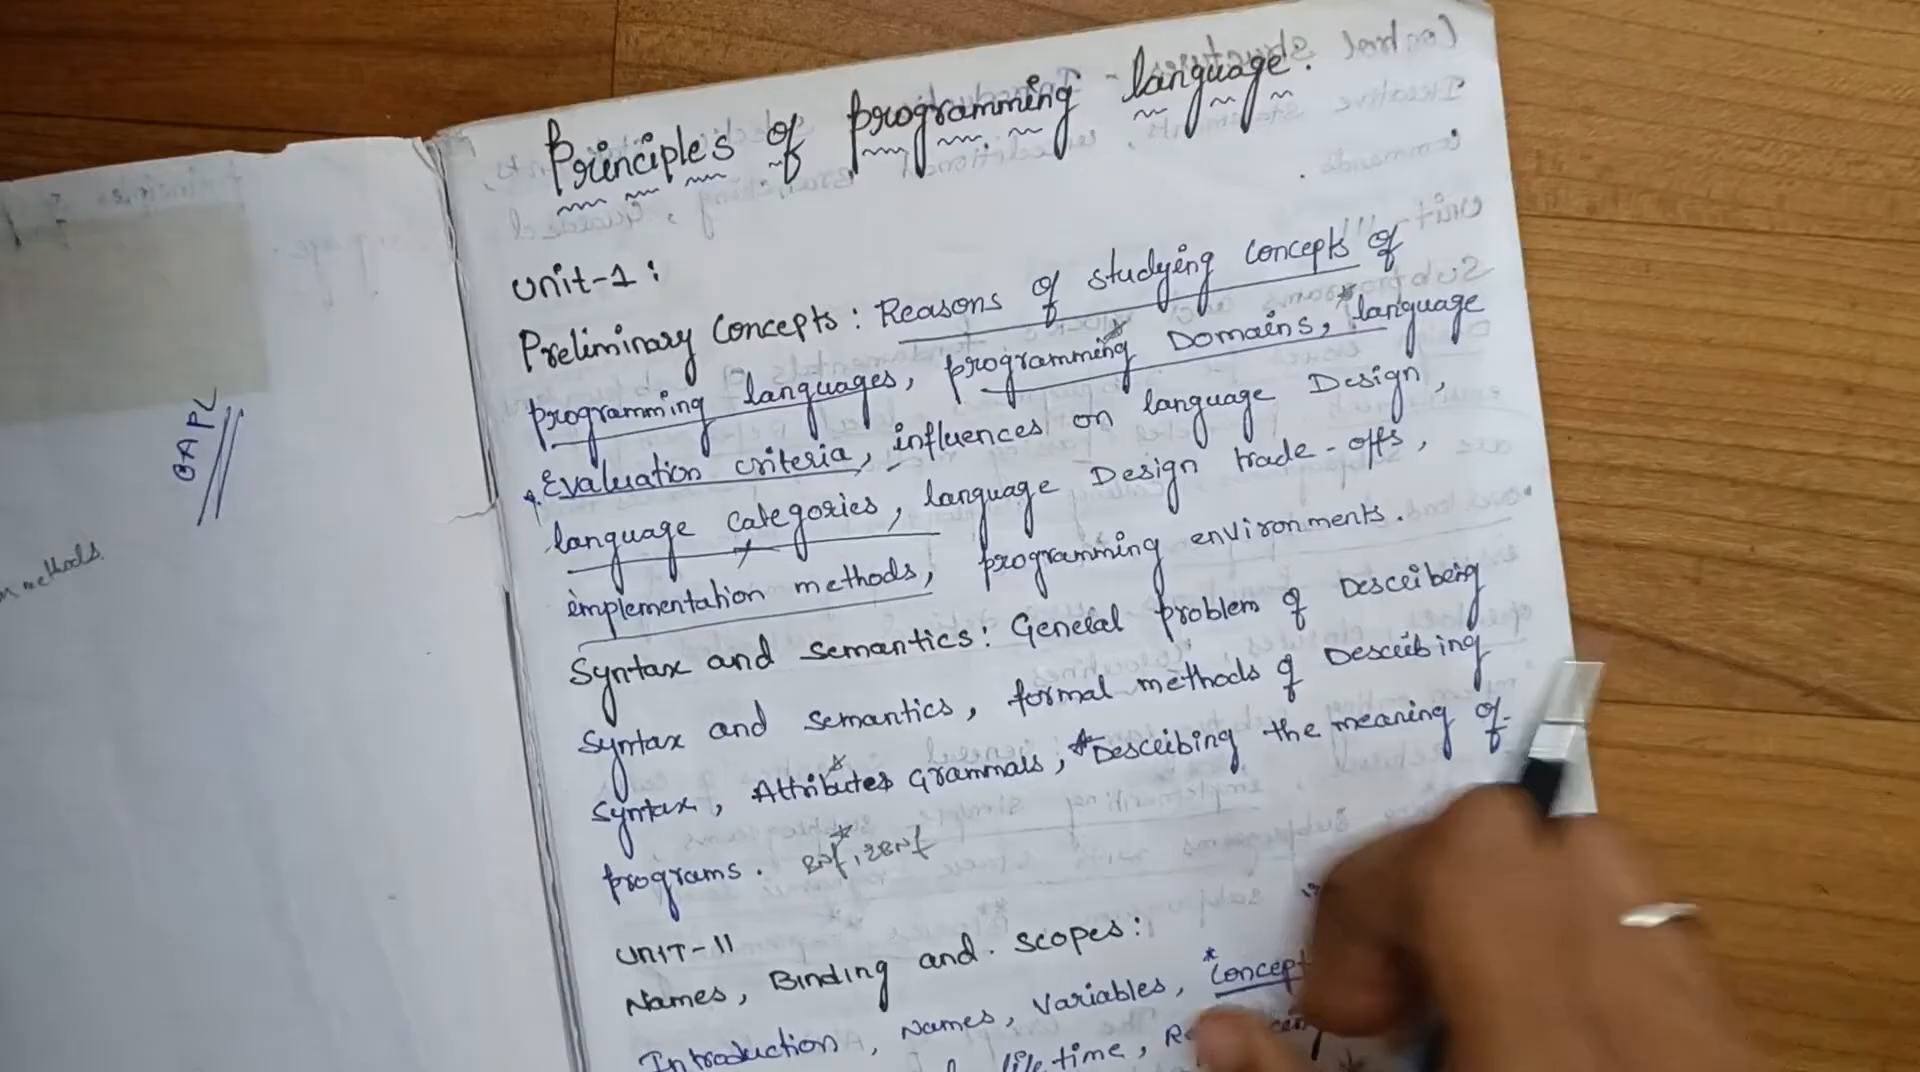 Principles of programming language.
Unit-1:
Preliminary Concepts: Reasons of studying concepts of
programming languages, programming Domains, language
Evaluation criteria, influences on language Design,
language categories, language Design trade-offs,
implementation methods, programming environments.
Syntax and semantics: General problem of Describing
syntax and semantics, formal methods of Describing
syntax, Attributes Grammars, *Describing the meaning of
programs.
UNIT-II
Names, Binding and scopes:
Introduction, Names, Variables, *Concept
life time,
methods.